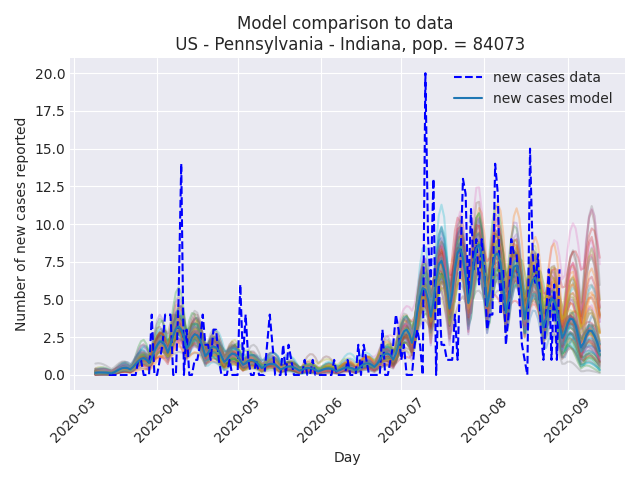 Model comparison to data
US - Pennsylvania - Indiana, pop. = 84073
new cases data
new cases model
Number of new cases reported
20.0
17.5
15.0
12.5
10.0
7.5
5.0
2.5
0.0
2020-03
2020-04
2020-05
2020-06
2020-07
2020-08
2020-09
Day